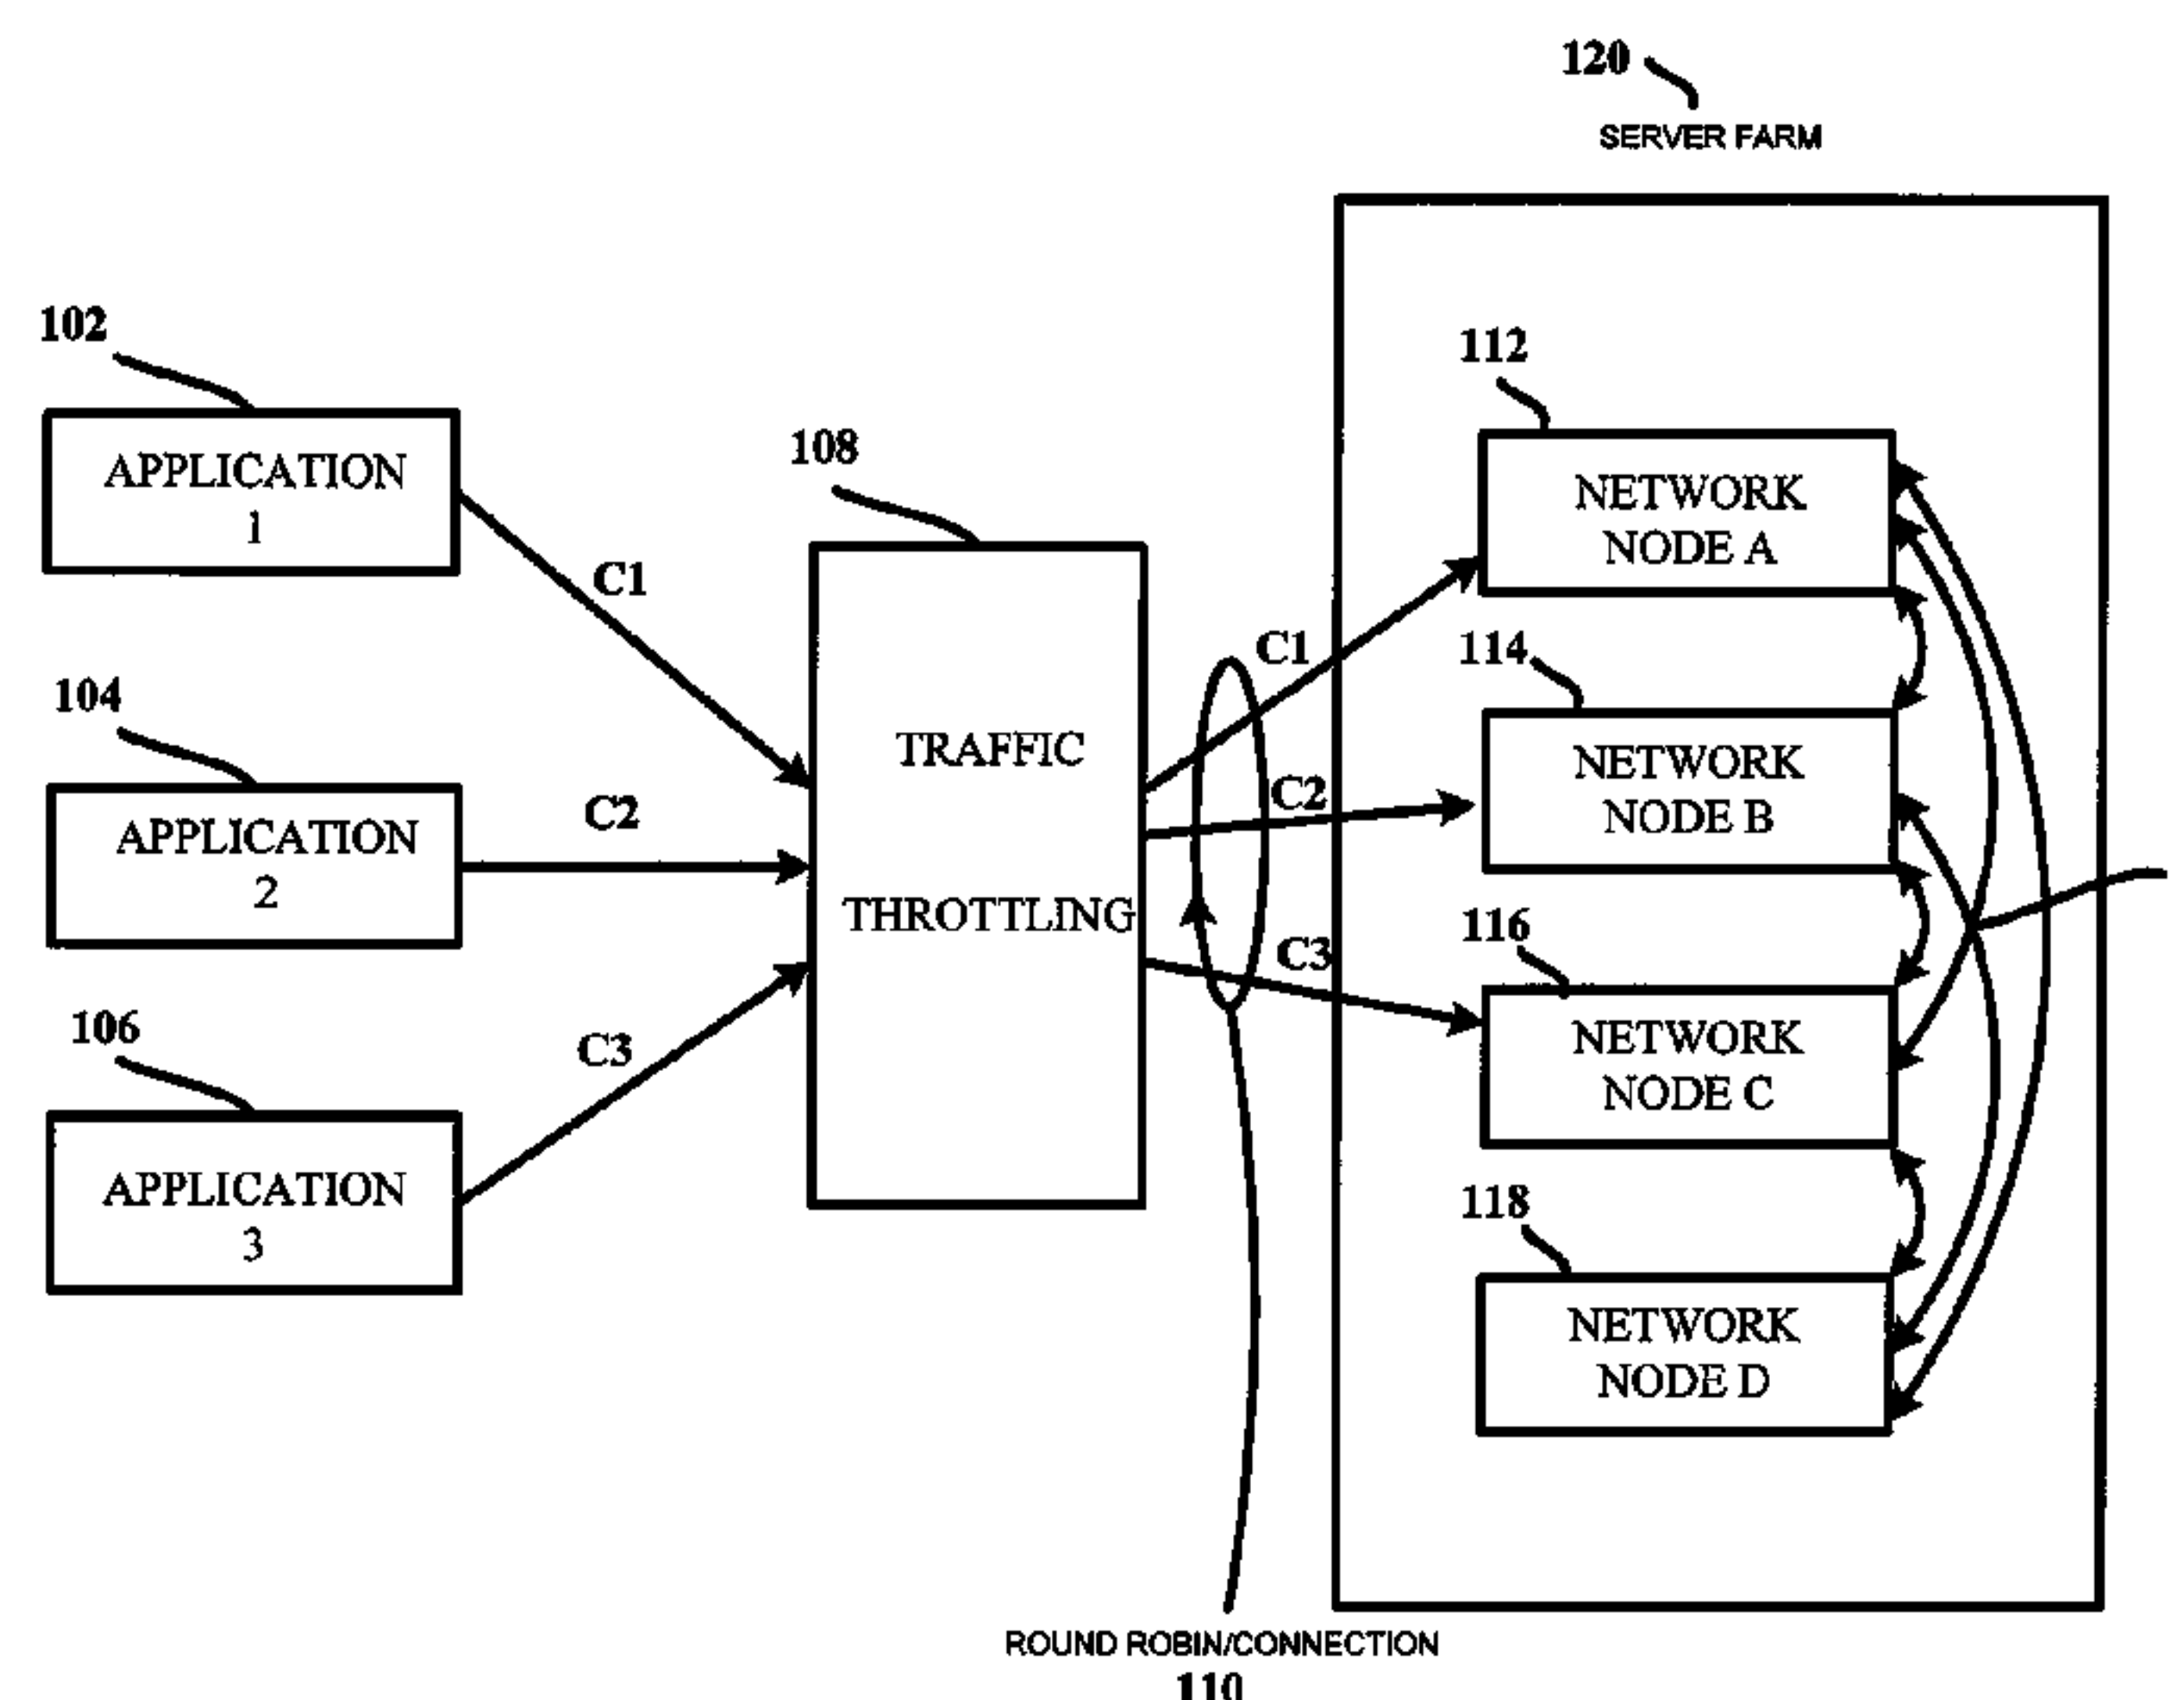 120
SERVER FARM
102
APPLICATION
1
C1
104
APPLICATION
2
C2
106
APPLICATION
3
C3
108
TRAFFIC
THROTTLING
C1
C2
C3
ROUND ROBIN/CONNECTION
110
112
NETWORK
NODE A
114
NETWORK
NODE B
116
NETWORK
NODE C
118
NETWORK
NODE D